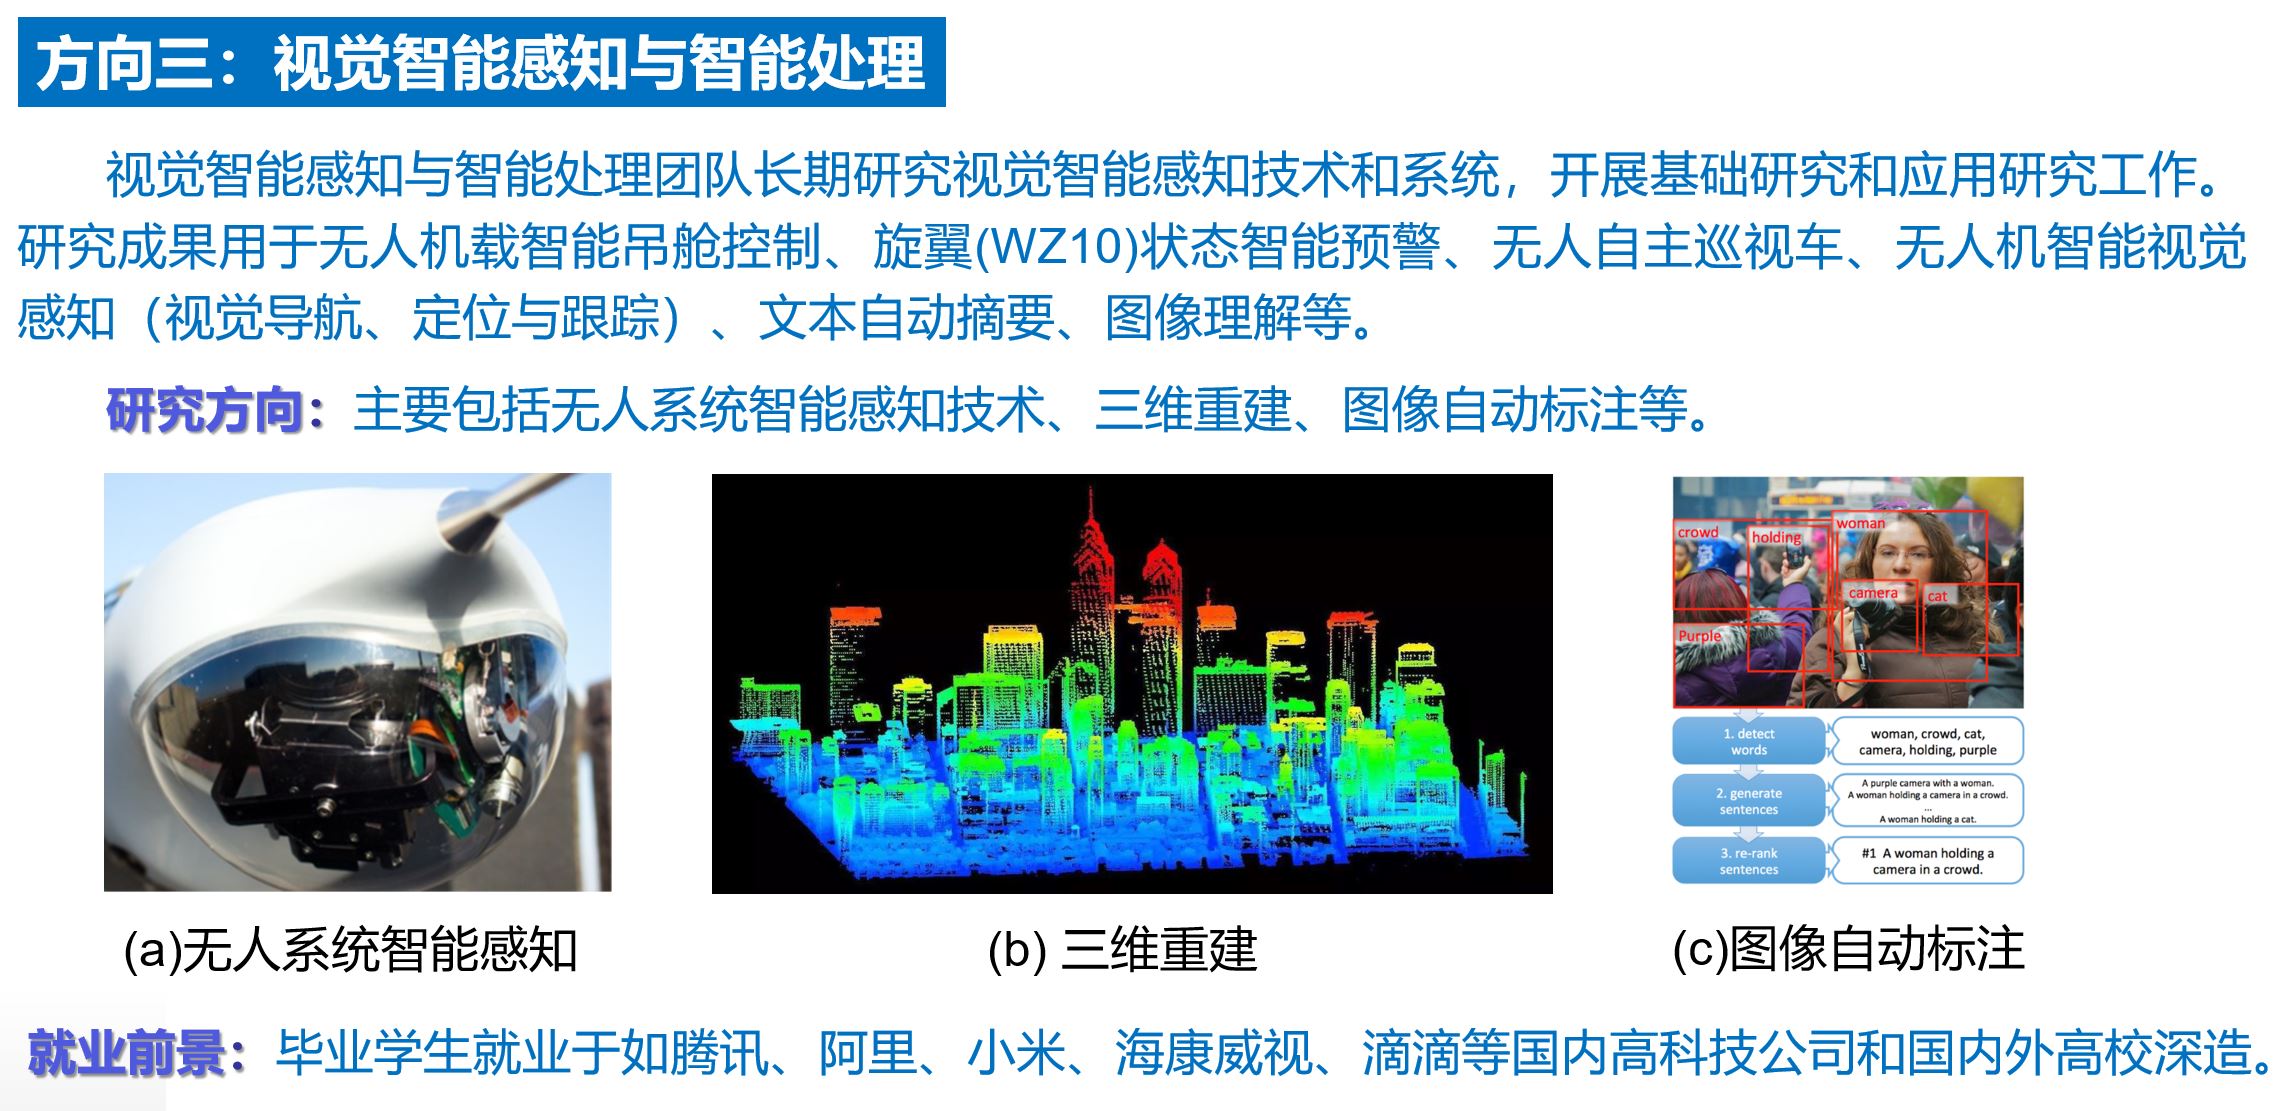 方向三：视觉智能感知与智能处理
视觉智能感知与智能处理团队长期研究视觉智能感知技术和系统，开展基础研究和应用研究工作。
研究成果用于无人机载智能吊舱控制、旋翼(WZ10)状态智能预警、无人自主巡视车、无人机智能视觉
感知（视觉导航、定位与跟踪）、文本自动摘要、图像理解等。
研究方向：主要包括无人系统智能感知技术、三维重建、图像自动标注等。
crowd
holding
woman
camera
cat
Purple
1. detect
words
woman, crowd, cat,
camera, holding, purple
2. generate
sentences
A purple camera with a woman.
A woman holding a camera in a crowd.
...
A woman holding a cat.
3. re-rank
sentences
#1 A woman holding a
camera in a crowd.
(a)无人系统智能感知
(b) 三维重建
(c)图像自动标注
就业前景：毕业学生就业于如腾讯、阿里、小米、海康威视、滴滴等国内高科技公司和国内外高校深造。